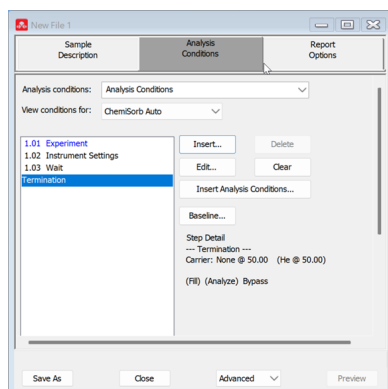 New File 1
Sample Description
Analysis Conditions
Report Options
Analysis conditions: Analysis Conditions
View conditions for: ChemiSorb Auto
1.01 Experiment
1.02 Instrument Settings
1.03 Wait
Termination
Insert... Delete
Edit... Clear
Insert Analysis Conditions...
Baseline...
Step Detail
--- Termination ---
Carrier: None @ 50.00 (He @ 50.00)
(Fill) (Analyze) Bypass
Save As Close Advanced Preview